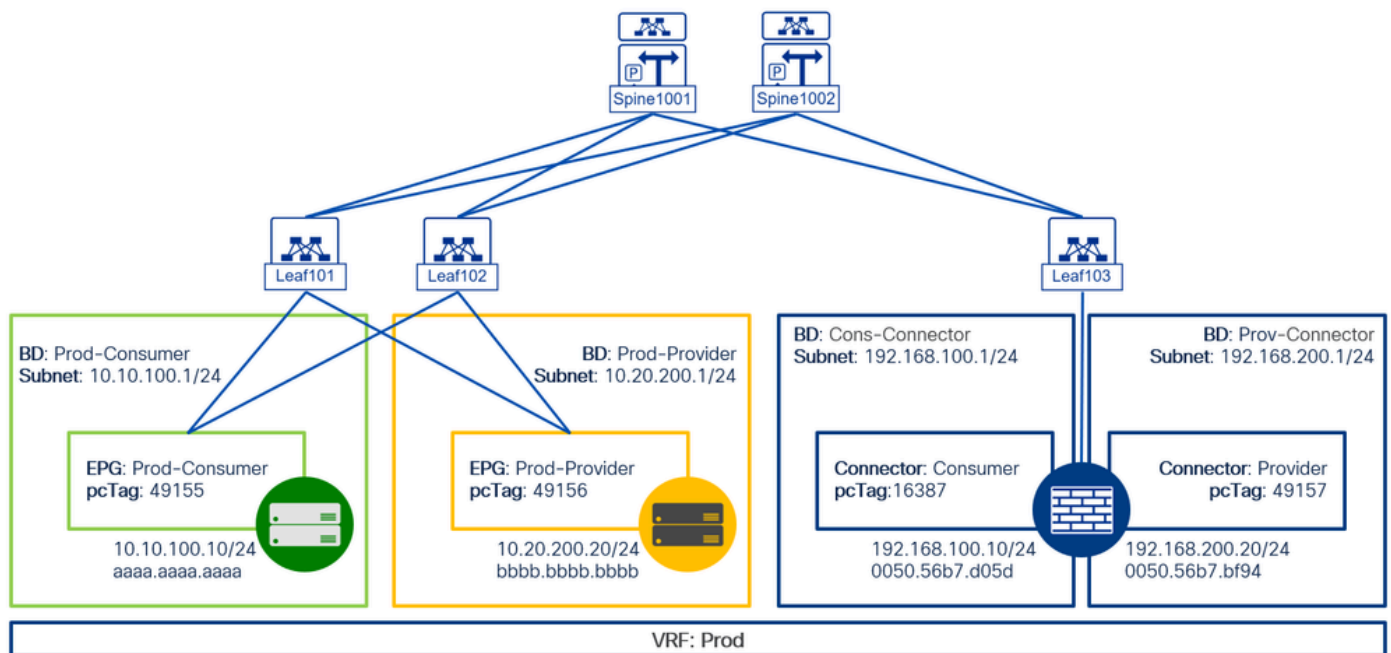 P
P
Spine1001
Spine1002
Leaf101
Leaf102
Leaf103
BD: Prod-Consumer
Subnet: 10.10.100.1/24
BD: Prod-Provider
Subnet: 10.20.200.1/24
BD: Cons-Connector
Subnet: 192.168.100.1/24
BD: Prov-Connector
Subnet: 192.168.200.1/24
EPG: Prod-Consumer
pcTag: 49155
EPG: Prod-Provider
pcTag: 49156
Connector: Consumer
pcTag:16387
Connector: Provider
pcTag: 49157
10.10.100.10/24
aaaa.aaaa.aaaa
10.20.200.20/24
bbbb.bbbb.bbbb
192.168.100.10/24
0050.56b7.d05d
192.168.200.20/24
0050.56b7.bf94
VRF: Prod